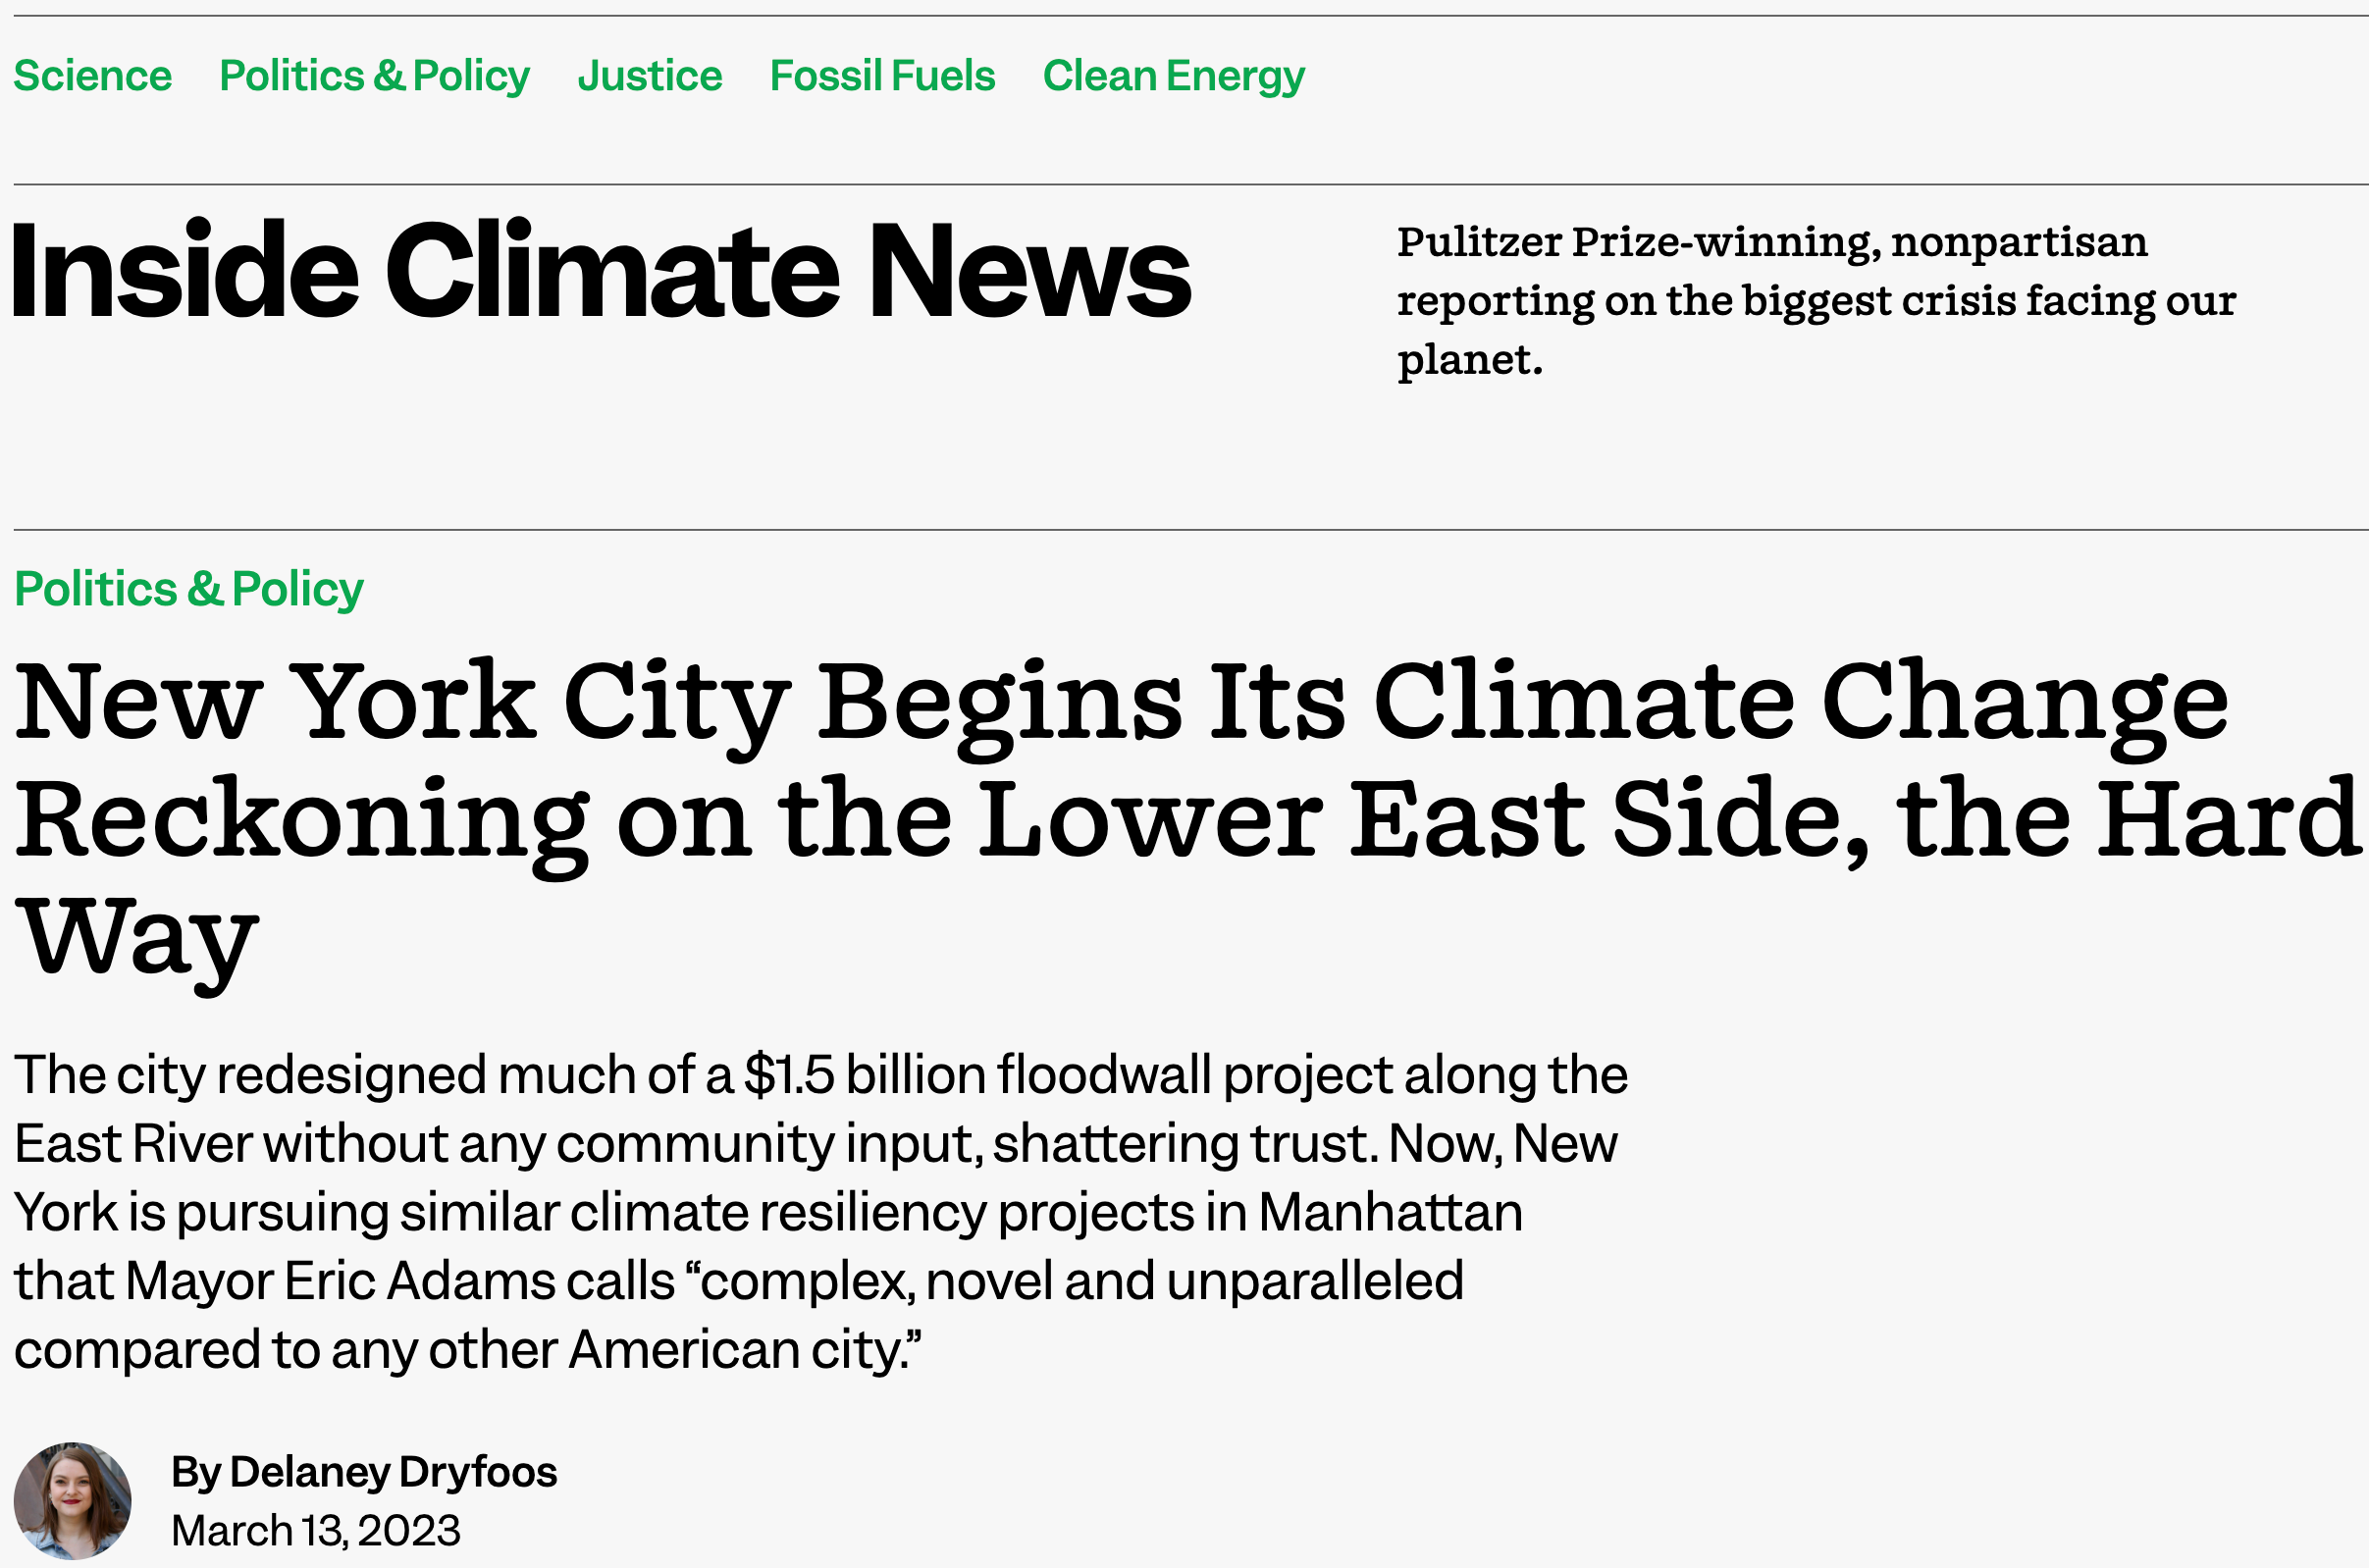 Science Politics & Policy Justice Fossil Fuels Clean Energy
Inside Climate News
Pulitzer Prize-winning, nonpartisan
reporting on the biggest crisis facing our
planet.
Politics & Policy
New York City Begins Its Climate Change
Reckoning on the Lower East Side, the Hard
Way
The city redesigned much of a $1.5 billion floodwall project along the
East River without any community input, shattering trust. Now, New
York is pursuing similar climate resiliency projects in Manhattan
that Mayor Eric Adams calls “complex, novel and unparalleled
compared to any other American city.”
By Delaney Dryfoos
March 13, 2023